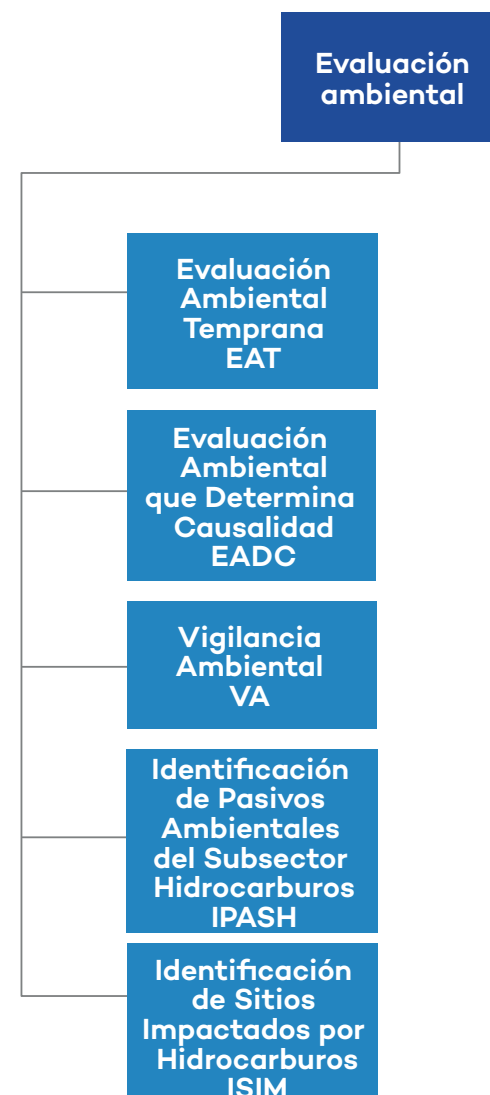 Evaluación
ambiental
Evaluación
Ambiental
Temprana
EAT
Evaluación
Ambiental
que Determina
Causalidad
EADC
Vigilancia
Ambiental
VA
Identificación
de Pasivos
Ambientales
del Subsector
Hidrocarburos
IPASH
Identificación
de Sitios
Impactados por
Hidrocarburos
ISIM